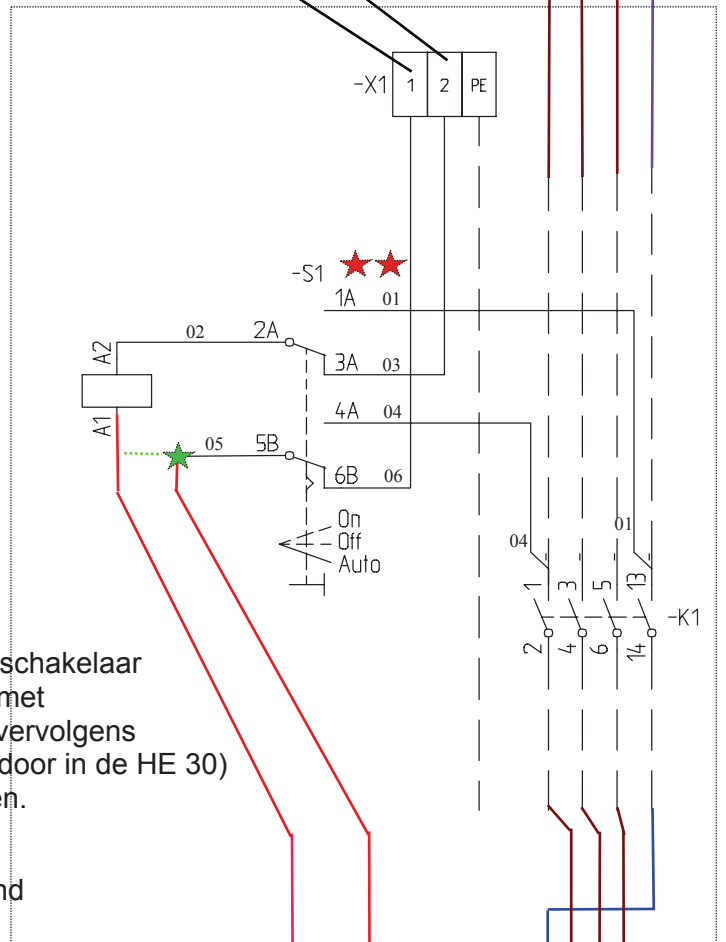 -X1 1 2 PE
-S1
1A 01
02 2A
A2
3A 03
4A 04
A1
05 5B
6B 06
On
Off
Auto
04 01
1 3 5 13
-K1
2 4 6 14
schakelaar
met
vervolgens
door in de HE 30)
en.
nd